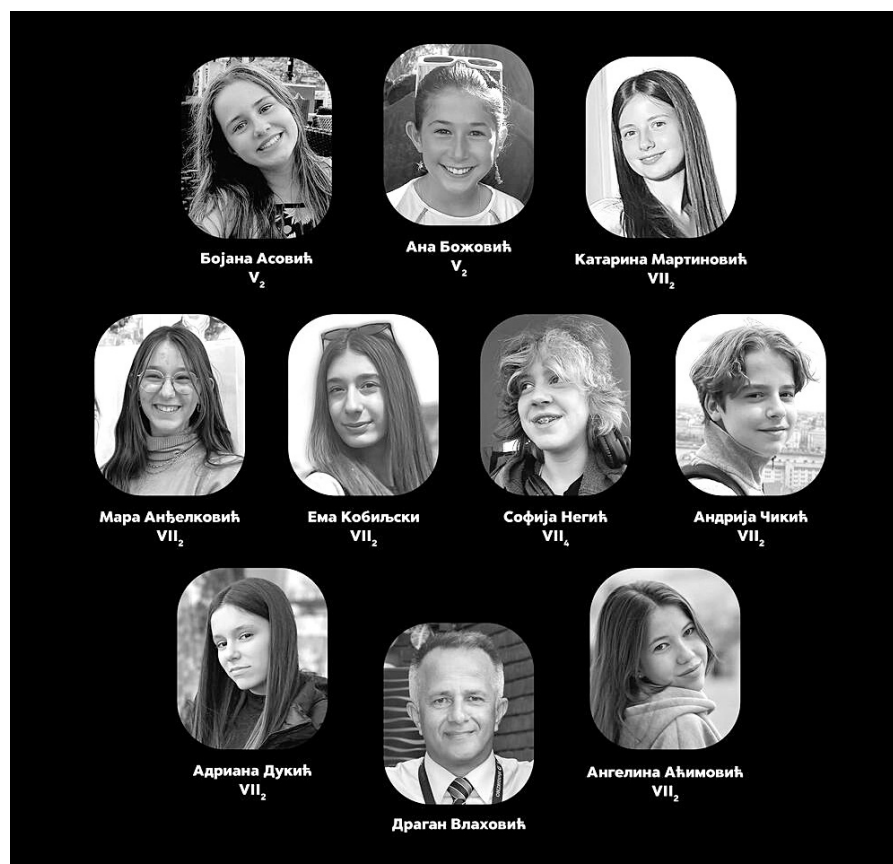 Бојана Асовић
V₂
Ана Божовић
V₂
Катарина Мартиновић
VII₂
Мара Анђелковић
VII₂
Ема Кобиљски
VII₂
Софија Негић
VII₄
Андрија Чикић
VII₂
Адриана Дукић
VII₂
Драган Влаховић
Ангелина Аћимовић
VII₂